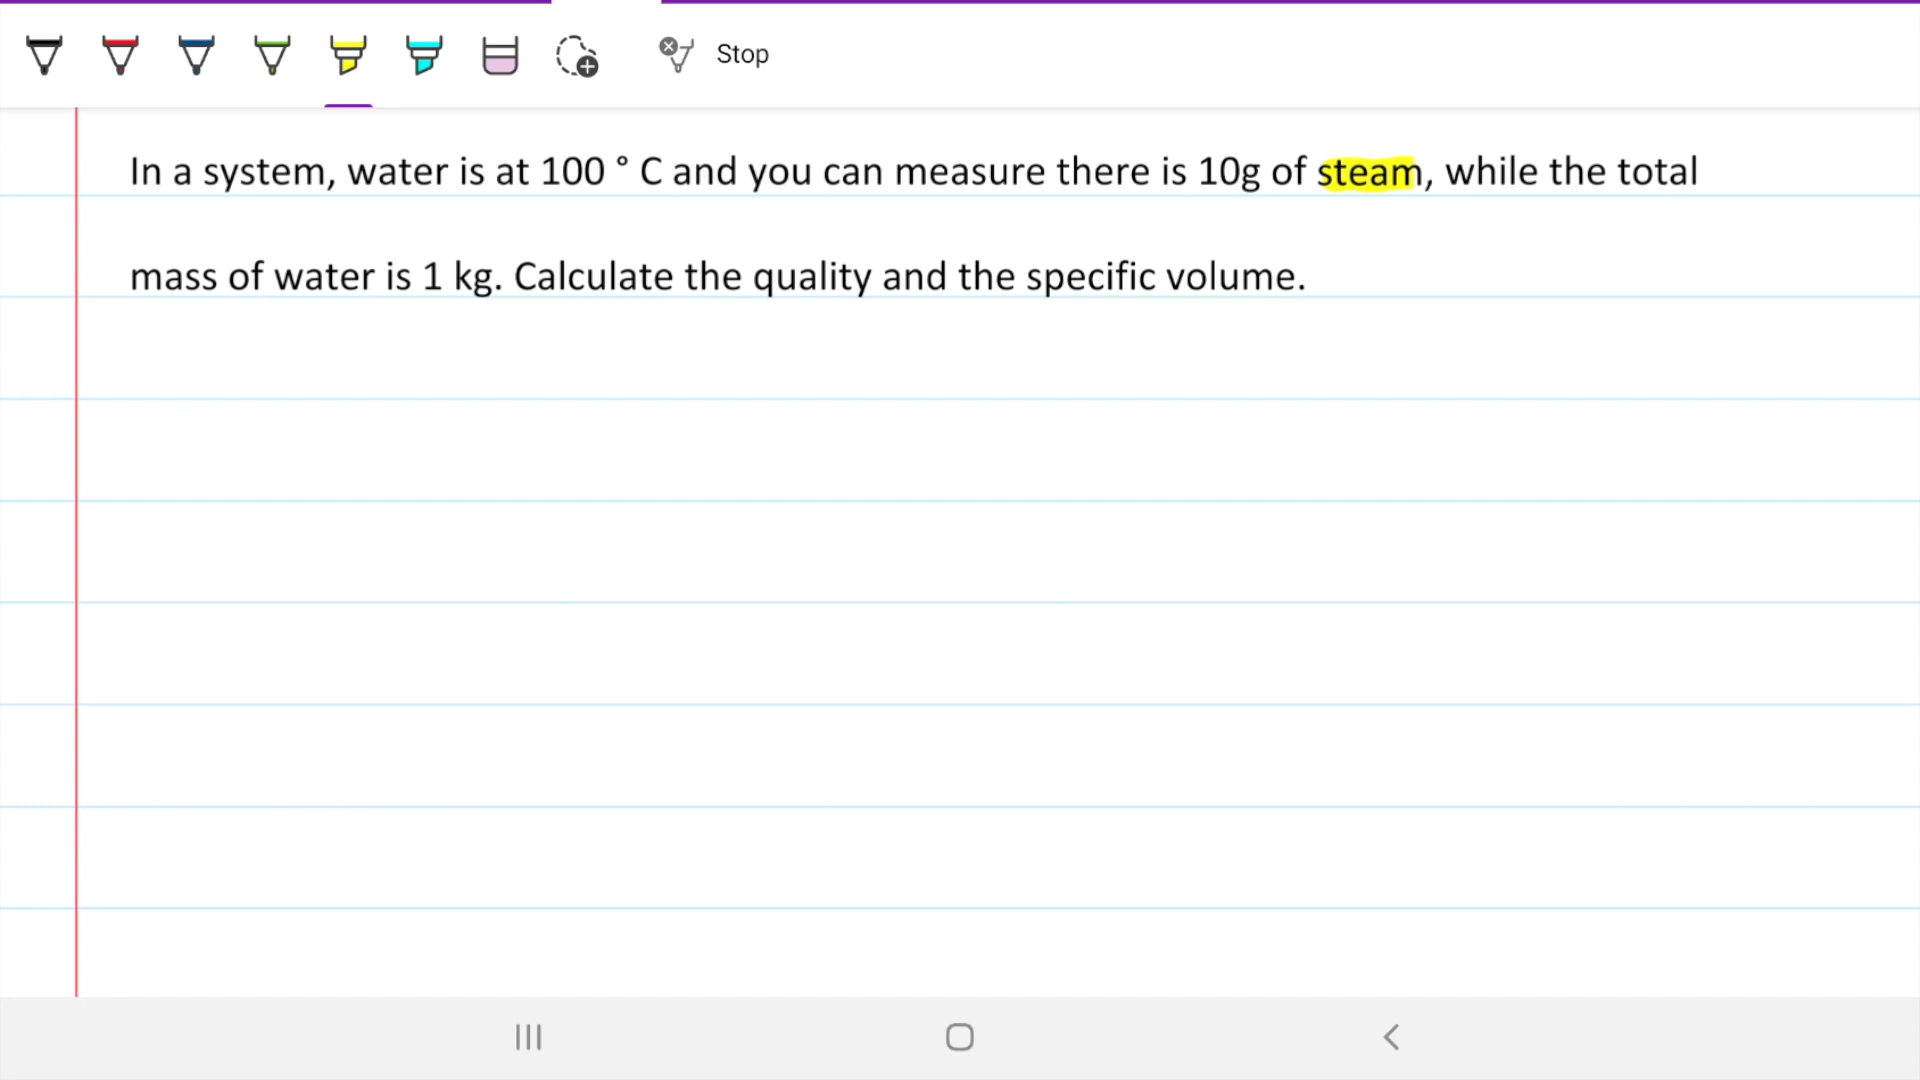 Stop
In a system, water is at 100 ° C and you can measure there is 10g of steam, while the total
mass of water is 1 kg. Calculate the quality and the specific volume.